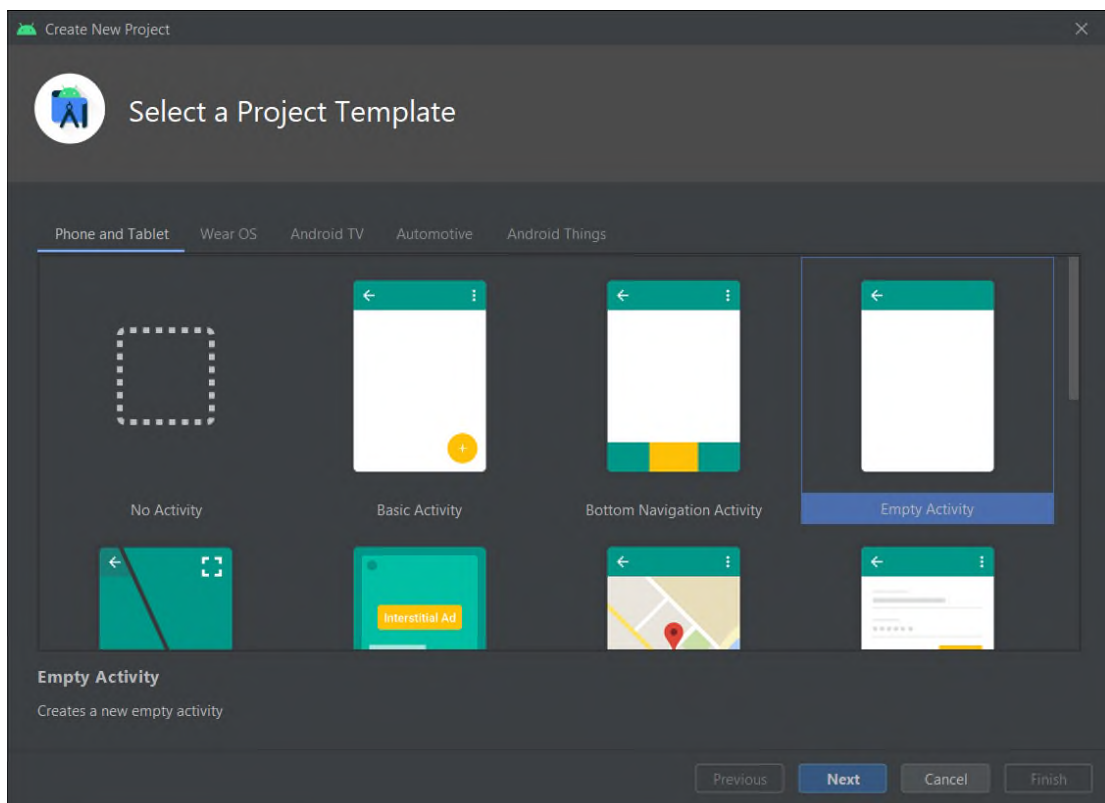 Create New Project
Select a Project Template
Phone and Tablet Wear OS Android TV Automotive Android Things
No Activity Basic Activity Bottom Navigation Activity Empty Activity
Interstitial Ad
Empty Activity
Creates a new empty activity
Previous Next Cancel Finish